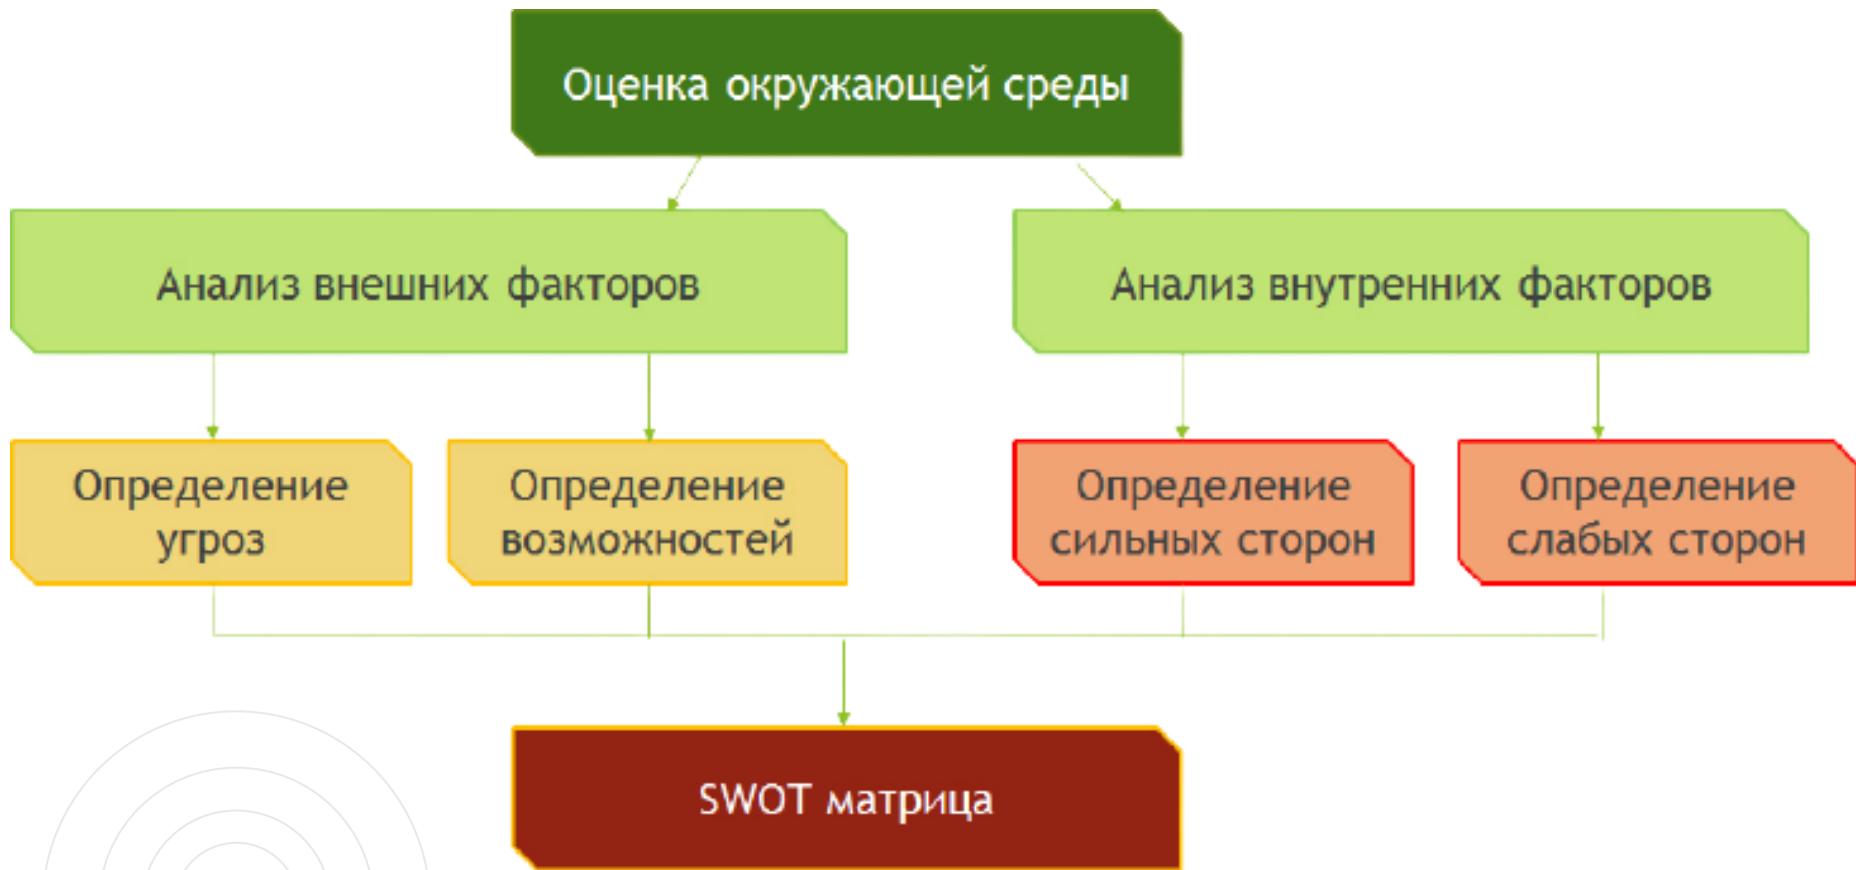 Оценка окружающей среды
Анализ внешних факторов
Анализ внутренних факторов
Определение
угроз
Определение
возможностей
Определение
сильных сторон
Определение
слабых сторон
SWOT матрица